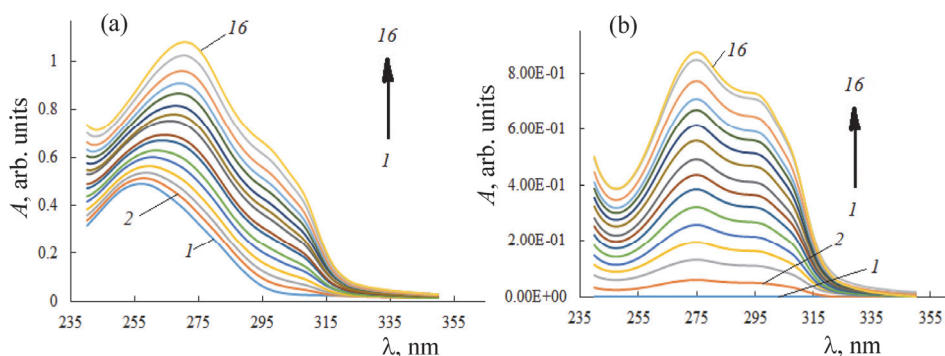 (a)
16
16
1
2
1
A, arb. units
1
0.8
0.6
0.4
0.2
0
235 255 275 295 315 335 355
λ, nm
(b)
16
16
1
2
1
A, arb. units
8.00E-01
6.00E-01
4.00E-01
2.00E-01
0.00E+00
235 255 275 295 315 335 355
λ, nm